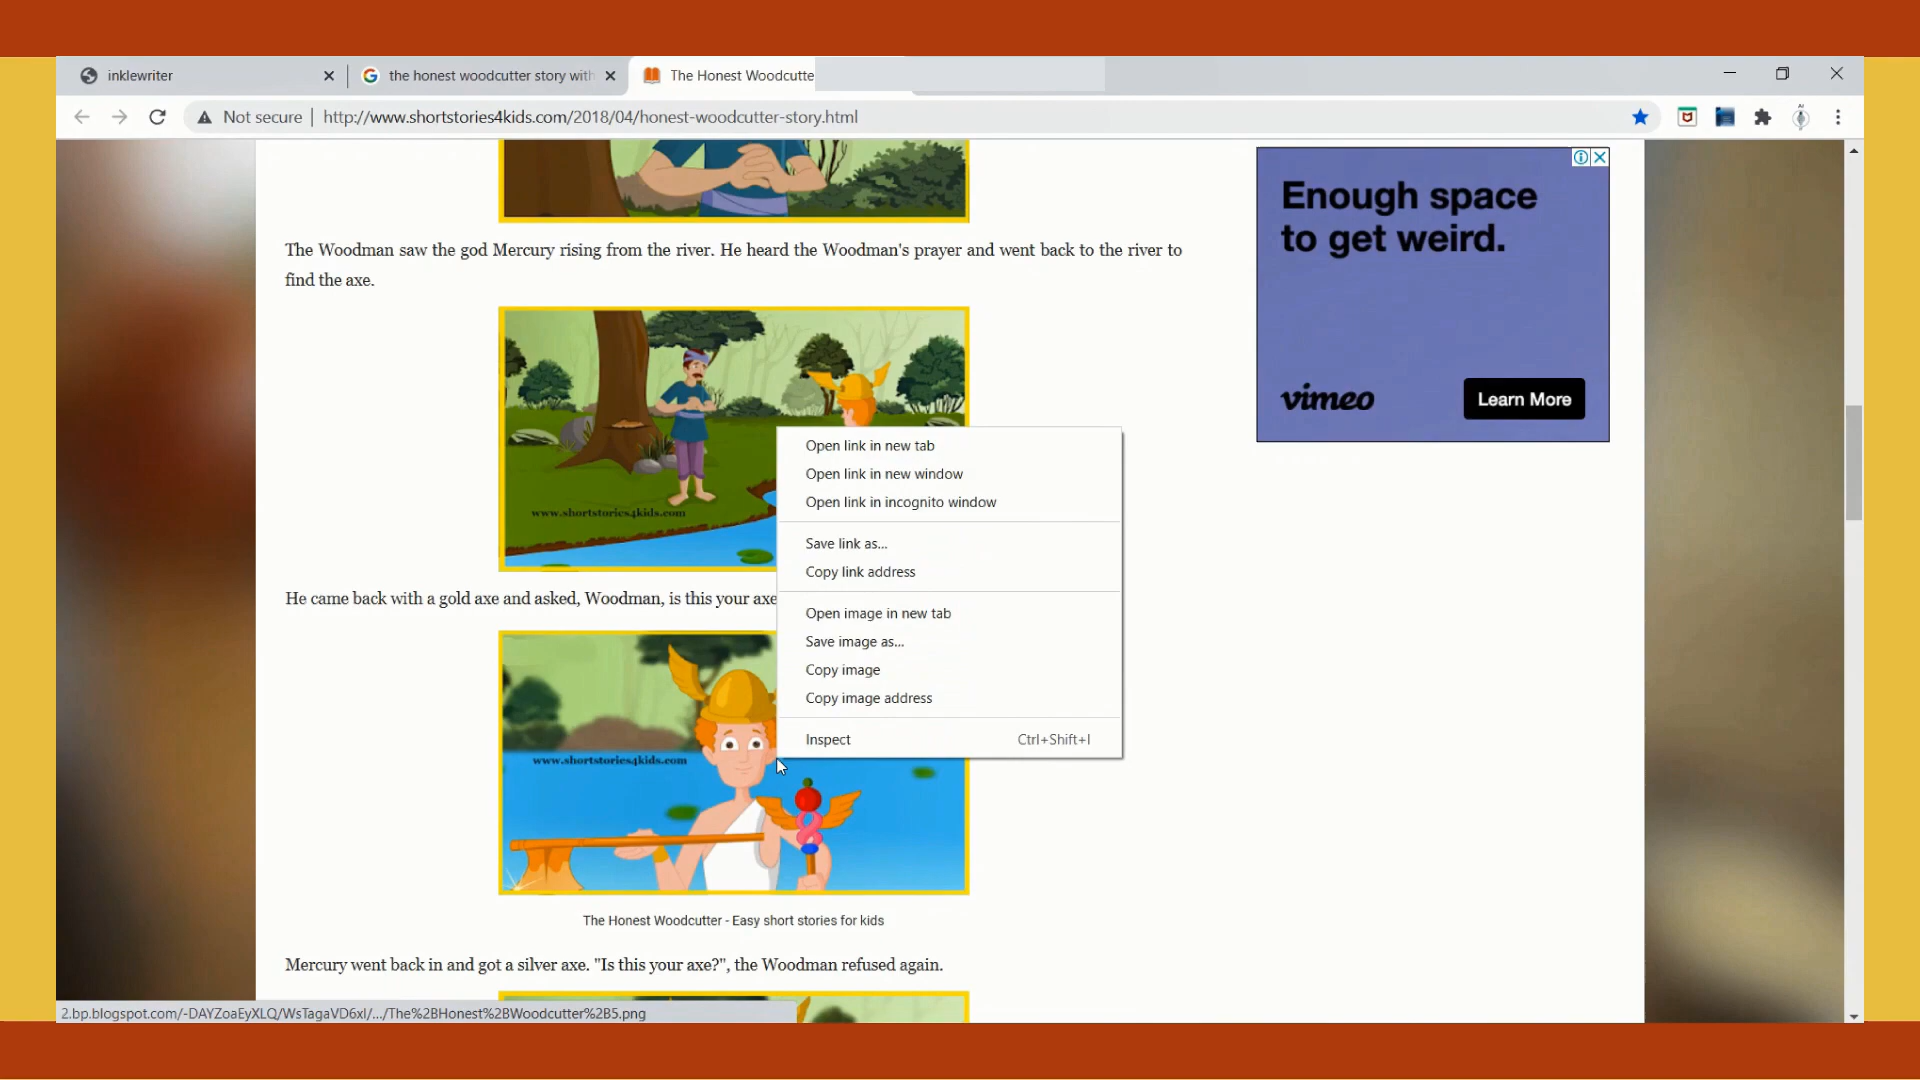 inklewriter
the honest woodcutter story with
The Honest Woodcutte
Not secure
http://www.shortstories4kids.com/2018/04/honest-woodcutter-story.html
Enough space
to get weird.
vimeo
Learn More
The Woodman saw the god Mercury rising from the river. He heard the Woodman's prayer and went back to the river to
find the axe.
www.shortstories4kids.com
Open link in new tab
Open link in new window
Open link in incognito window
Save link as...
Copy link address
Open image in new tab
Save image as...
Copy image
Copy image address
Inspect Ctrl+Shift+I
He came back with a gold axe and asked, Woodman, is this your axe
www.shortstories4kids.com
The Honest Woodcutter - Easy short stories for kids
Mercury went back in and got a silver axe. "Is this your axe?", the Woodman refused again.
2.bp.blogspot.com/-DAYZoaEyXLQ/WsTagaVD6xI/.../The%2BHonest%2BWoodcutter%2B5.png